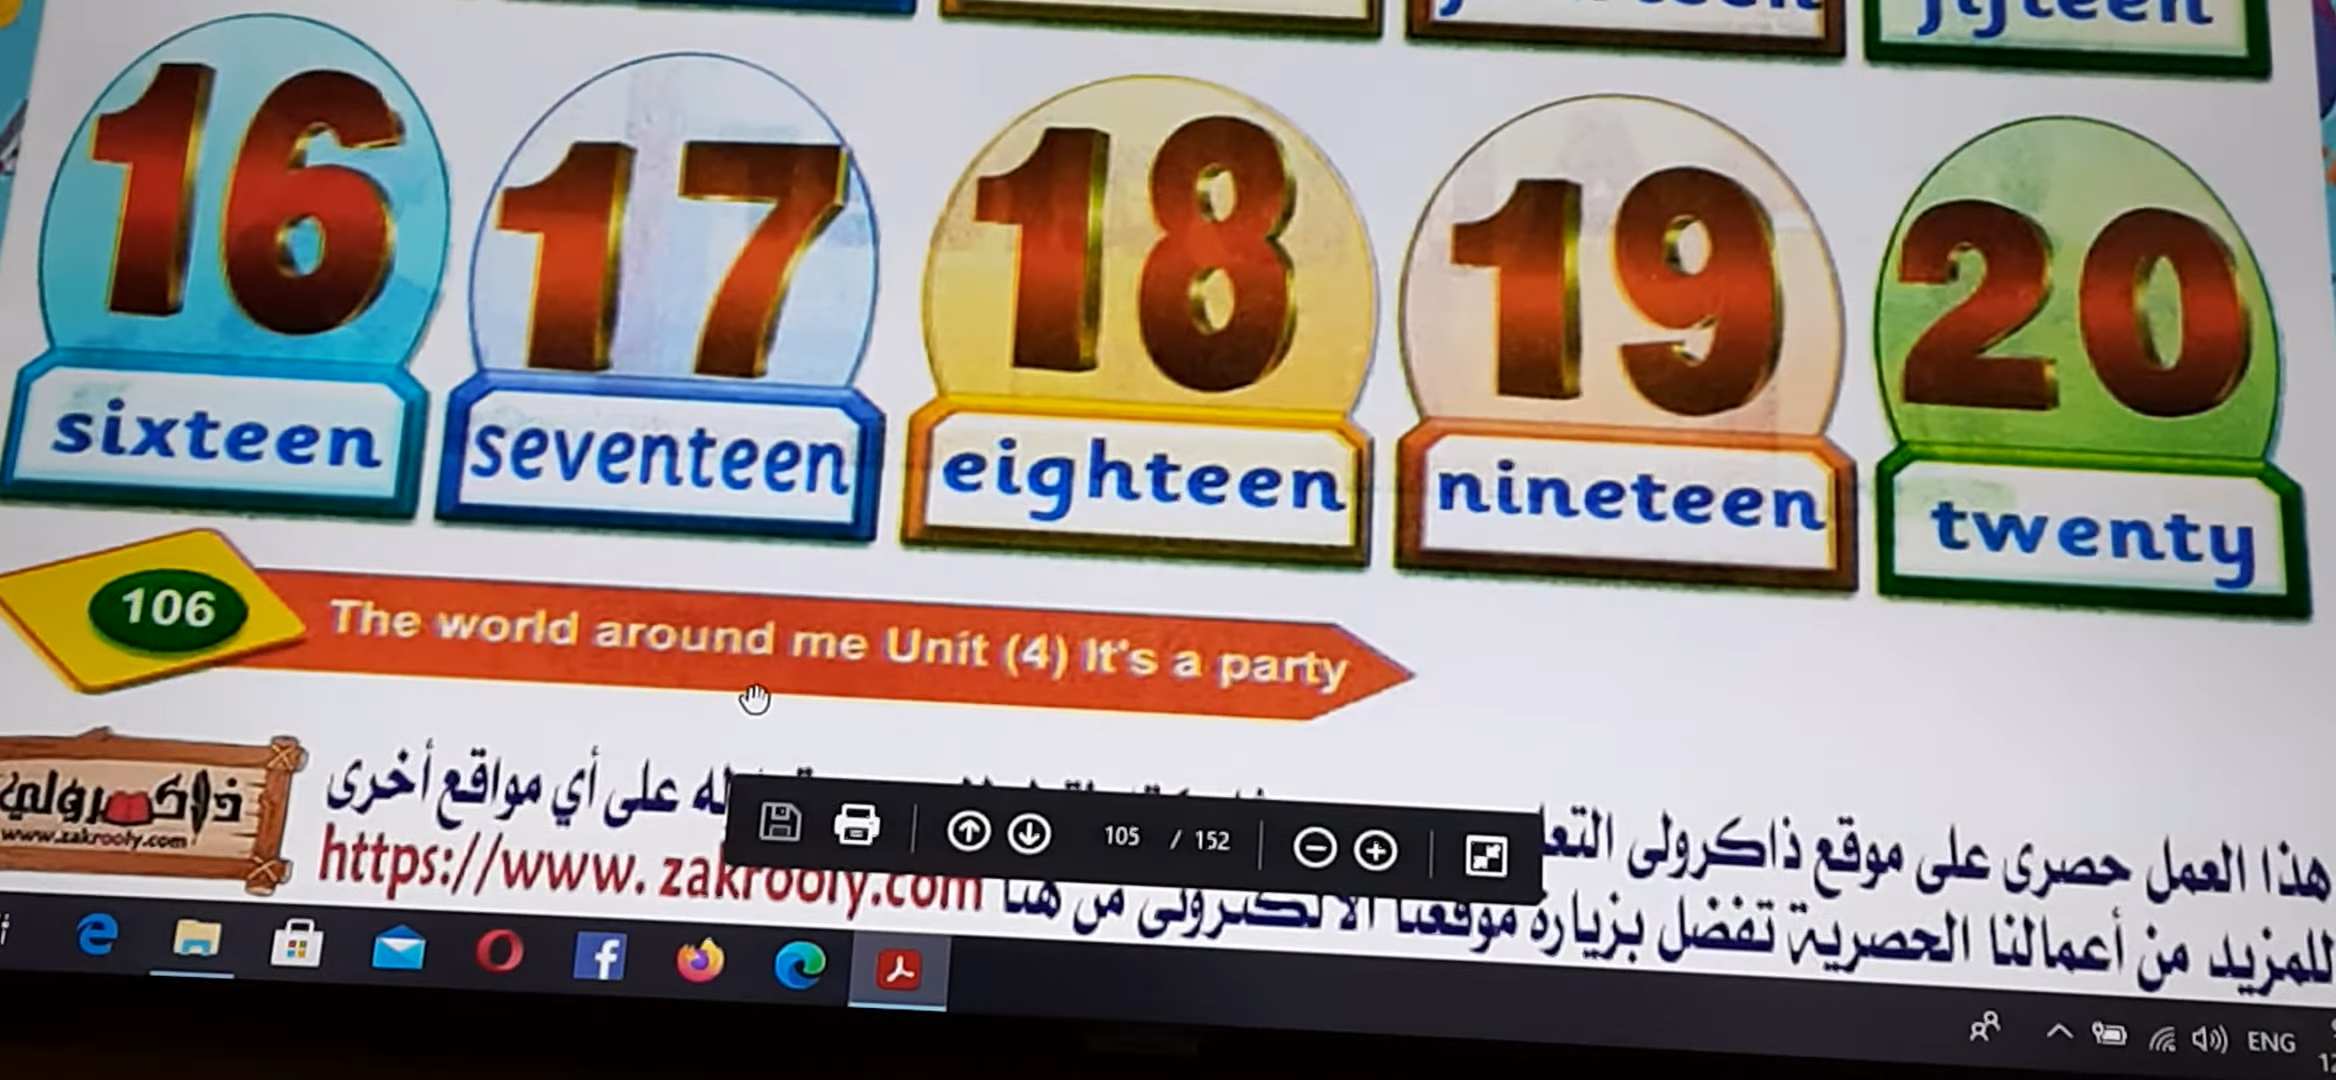 fifteen
16 17 18 19 20
sixteen seventeen eighteen nineteen twenty
106 The world around me Unit (4) It's a party
ذاكرولي
www.zakrooly.com
هذا العمل حصرى على موقع ذاكرولى على أي مواقع أخرى
للمزيد من أعمالنا الحصرية تفضل بزيارة موقعنا الالكترونى من هنا https://www. zakrooly.com
105 / 152
ENG